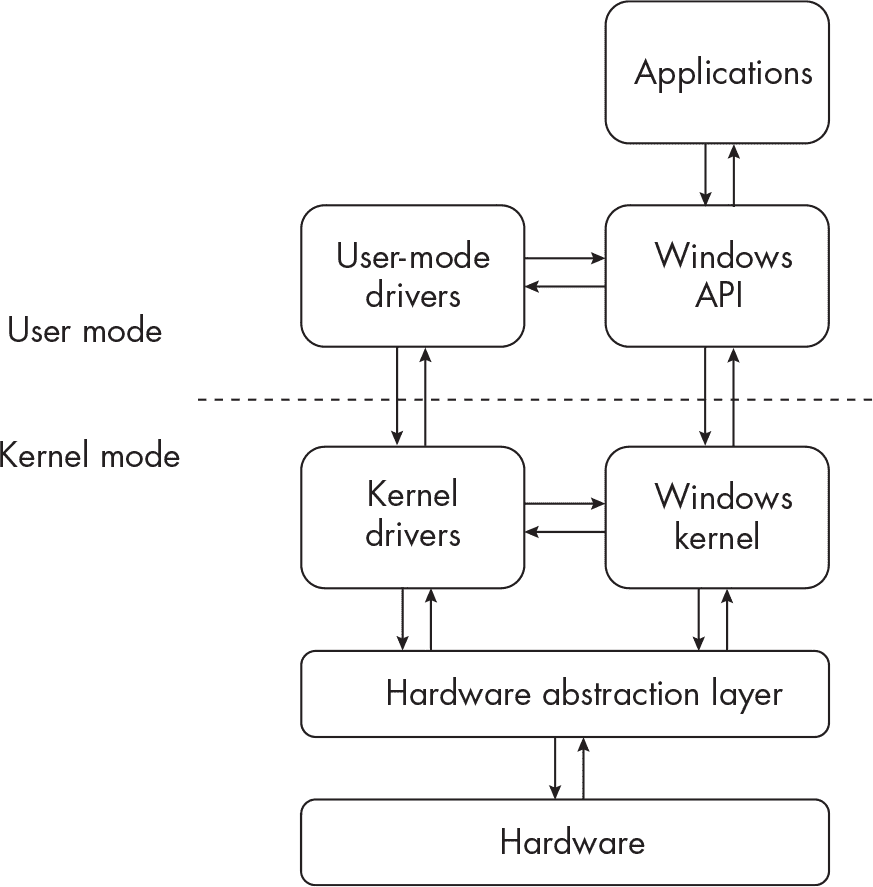 Applications
User-mode
drivers
Windows
API
User mode
Kernel mode
Kernel
drivers
Windows
kernel
Hardware abstraction layer
Hardware